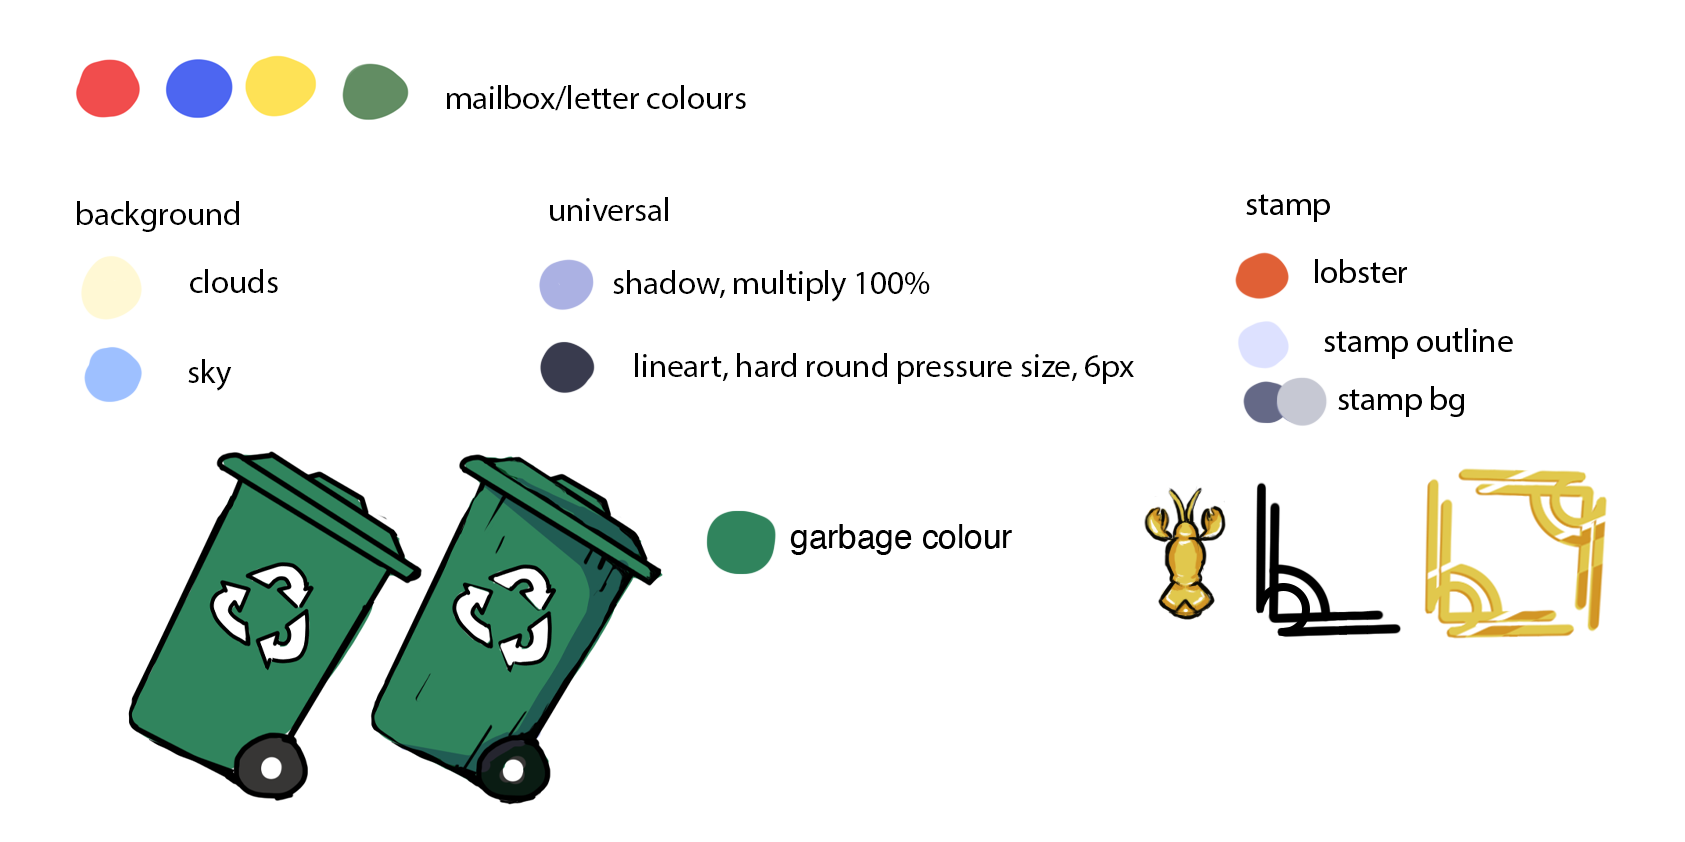 mailbox/letter colours
background
universal
stamp
clouds
shadow, multiply 100%
lobster
sky
lineart, hard round pressure size, 6px
stamp outline
stamp bg
garbage colour